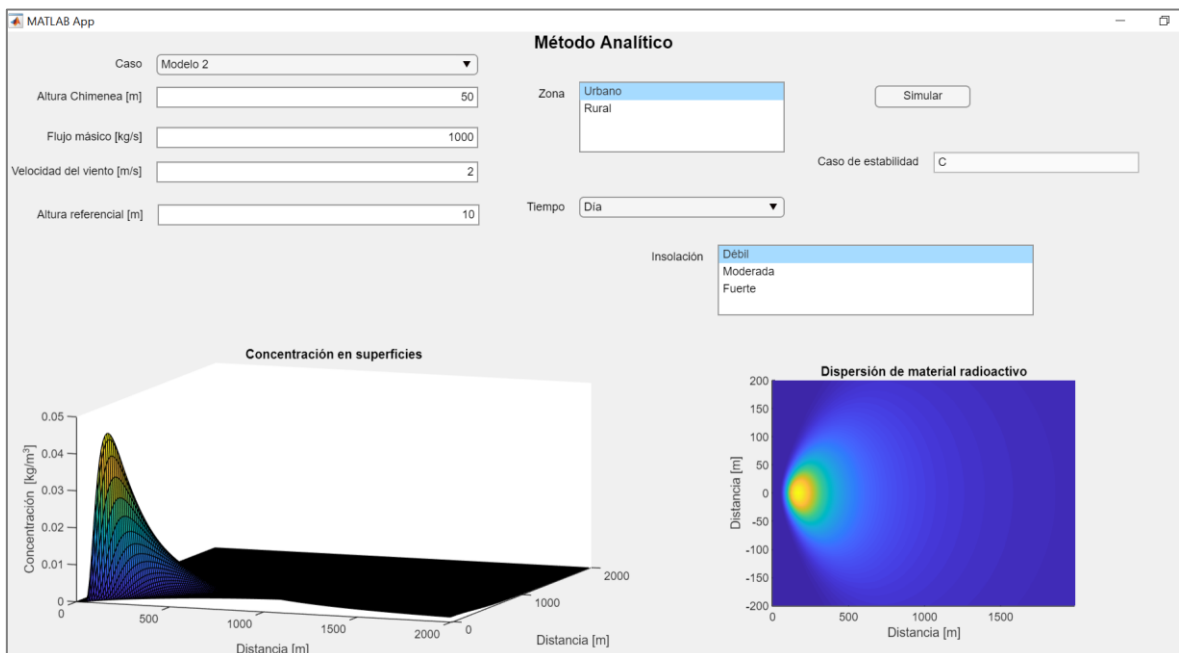 MATLAB App
Método Analítico
Caso
Modelo 2
Altura Chimenea [m]
50
Flujo másico [kg/s]
1000
Velocidad del viento [m/s]
2
Altura referencial [m]
10
Zona
Urbano
Rural
Simular
Caso de estabilidad
C
Tiempo
Día
Insolación
Débil
Moderada
Fuerte
Concentración en superficies
Concentración [kg/m³]
0.05
0.04
0.03
0.02
0.01
0
0
500
1000
1500
2000
Distancia [m]
0
1000
2000
Distancia [m]
Dispersión de material radioactivo
Distancia [m]
200
150
100
50
0
-50
-100
-150
-200
0
500
1000
1500
Distancia [m]